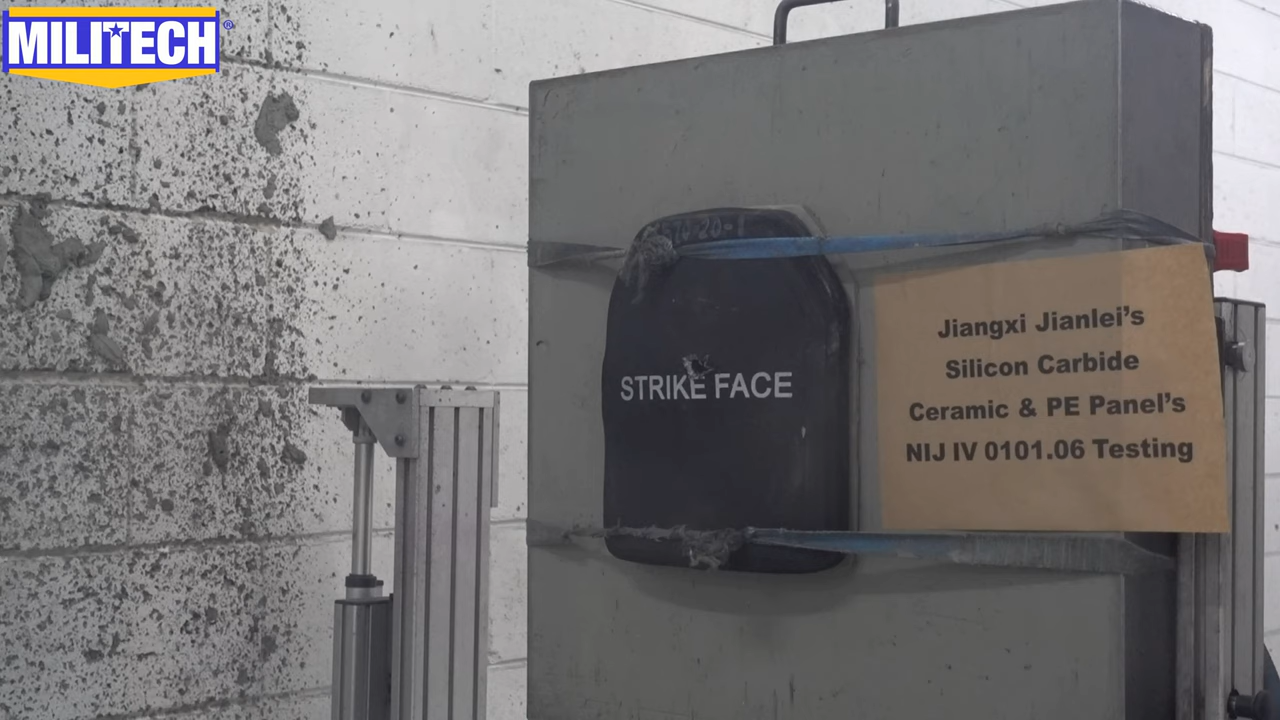 MILITECH®
STRIKE FACE
Jiangxi Jianlei's
Silicon Carbide
Ceramic & PE Panel's
NIJ IV 0101.06 Testing